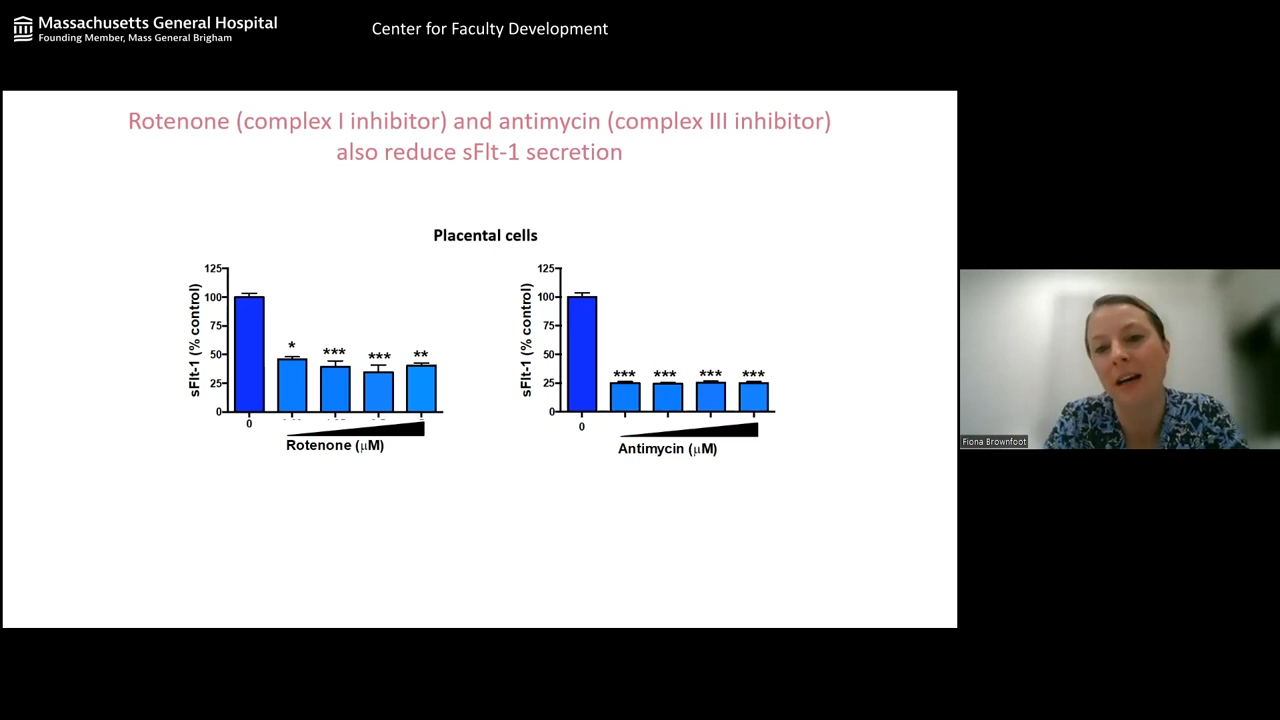 Massachusetts General Hospital
Founding Member, Mass General Brigham
Center for Faculty Development
Rotenone (complex I inhibitor) and antimycin (complex III inhibitor)
also reduce sFlt-1 secretion
Placental cells
sFlt-1 (% control)
125
100
75
50
25
0
*
***
***
**
0
Rotenone (μM)
sFlt-1 (% control)
125
100
75
50
25
0
***
***
***
***
0
Antimycin (μM)
Fiona Brownfoot